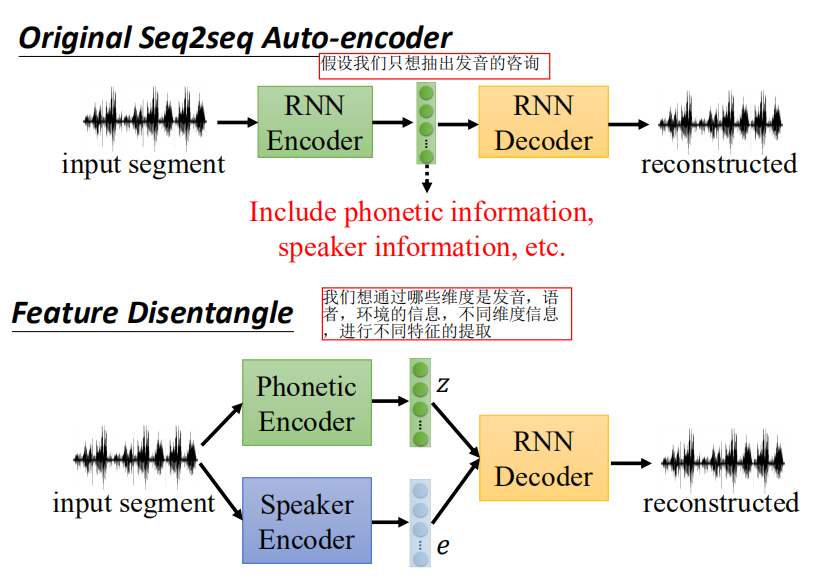 Original Seq2seq Auto-encoder
假设我们只想抽出发音的咨询
RNN
Encoder
RNN
Decoder
input segment
reconstructed
Include phonetic information,
speaker information, etc.
Feature Disentangle
我们想通过哪些维度是发音，语
者，环境的信息，不同维度信息
，进行不同特征的提取
Phonetic
Encoder
z
RNN
Decoder
input segment
reconstructed
Speaker
Encoder
e